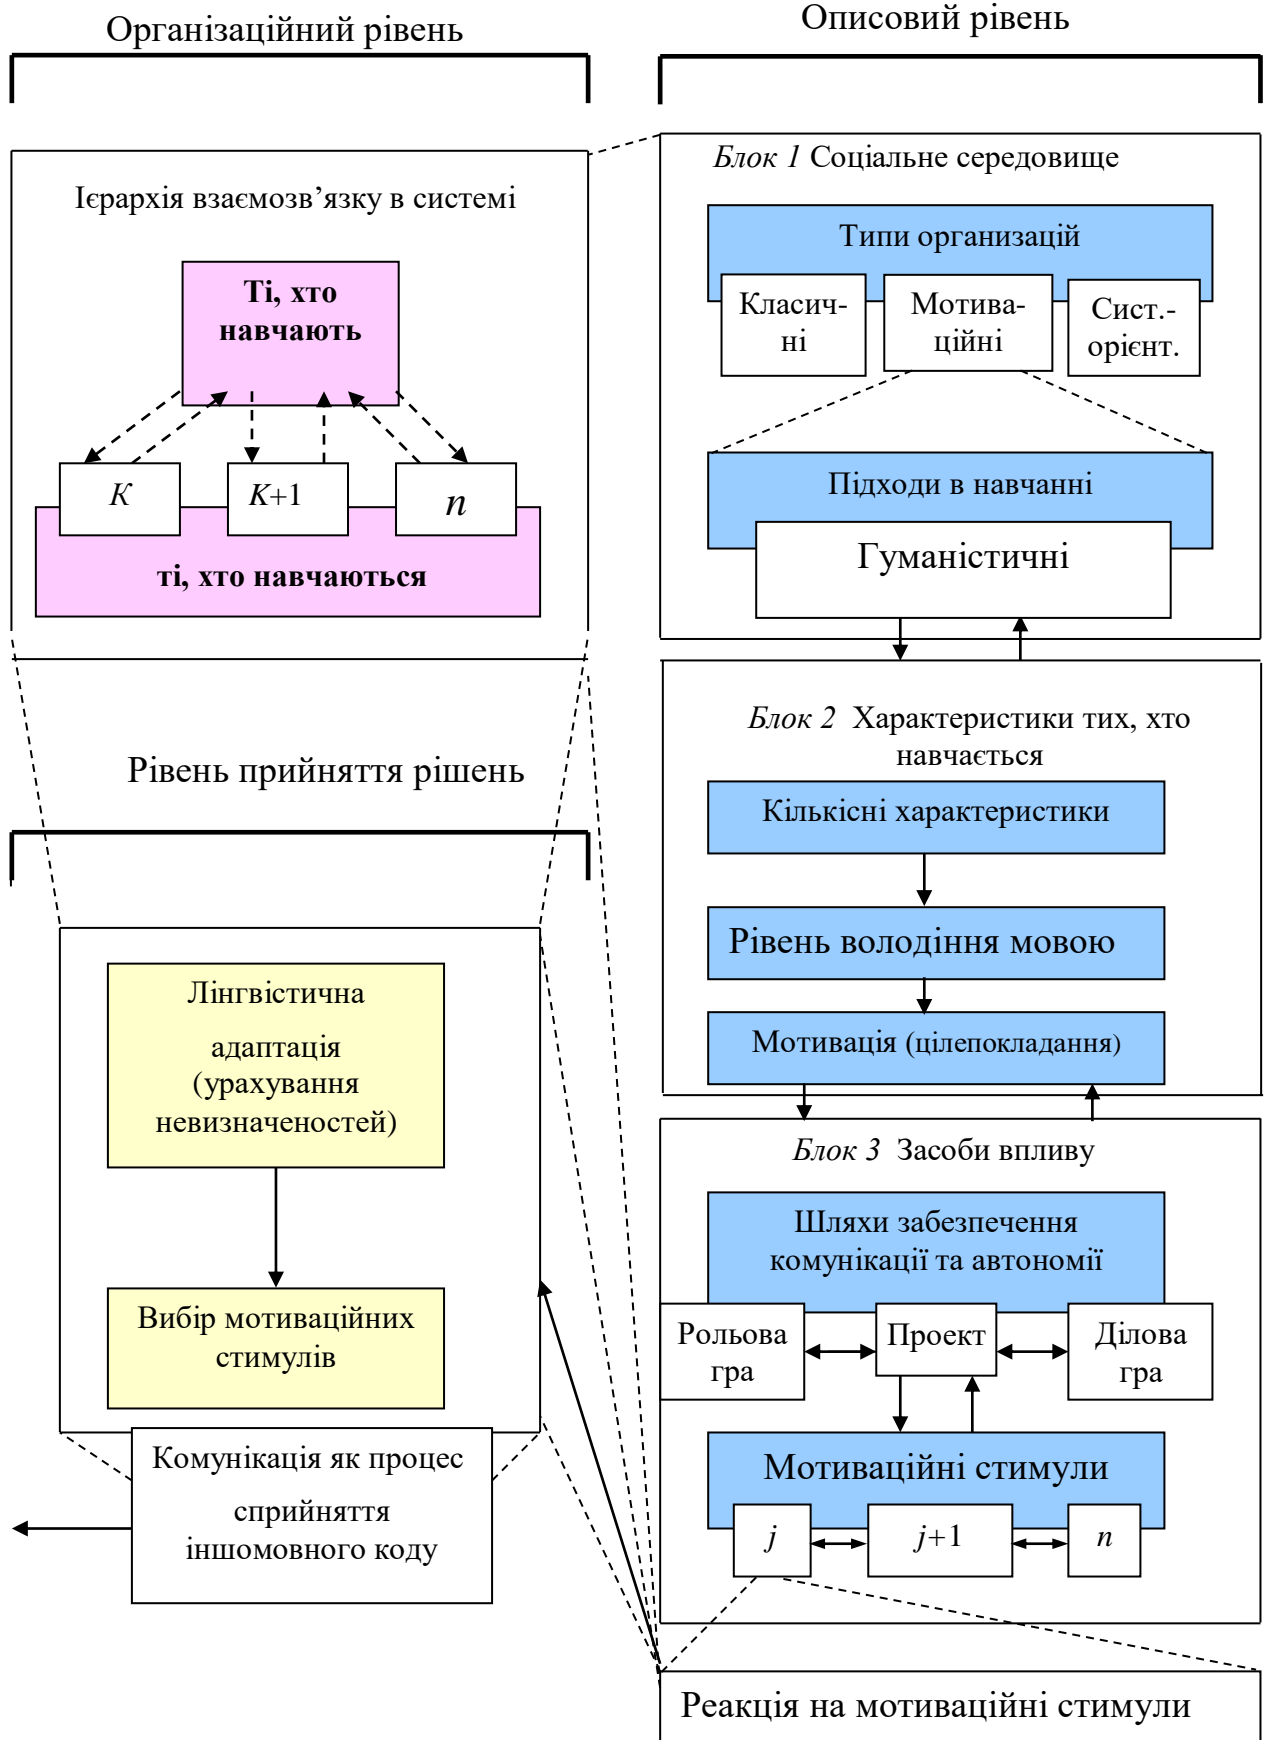 Організаційний рівень
Ієрархія взаємозв’язку в системі
Ті, хто
навчають
К
K+1
n
ті, хто навчаються
Рівень прийняття рішень
Лінгвістична
адаптація
(урахування
невизначеностей)
Вибір мотиваційних
стимулів
Комунікація як процес
сприйняття
іншомовного коду
Описовий рівень
Блок 1 Соціальне середовище
Типи организацій
Класич-
ні
Мотива-
ційні
Сист.-
орієнт.
Підходи в навчанні
Гуманістичні
Блок 2 Характеристики тих, хто
навчається
Кількісні характеристики
Рівень володіння мовою
Мотивація (цілепокладання)
Блок 3 Засоби впливу
Шляхи забезпечення
комунікації та автономії
Рольова
гра
Проект
Ділова
гра
Мотиваційні стимули
j
j+1
n
Реакція на мотиваційні стимули